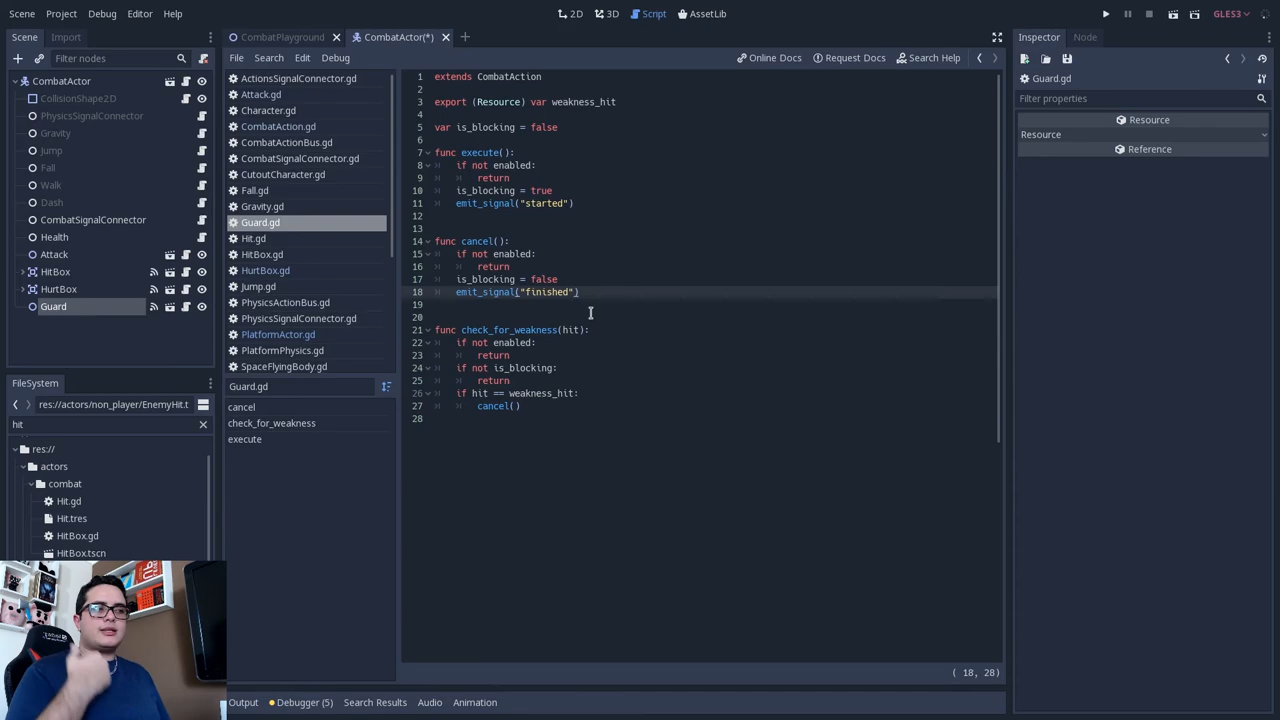 Scene Project Debug Editor Help
2D 3D Script AssetLib
GLES3
Scene Import
Filter nodes
CombatActor
CollisionShape2D
PhysicsSignalConnector
Gravity
Jump
Fall
Walk
Dash
CombatSignalConnector
Health
Attack
HitBox
HurtBox
Guard
FileSystem
res://actors/non_player/EnemyHit.t
hit
res://
actors
combat
Hit.gd
Hit.tres
HitBox.gd
HitBox.tscn
CombatPlayground CombatActor(*)
File Search Edit Debug
Online Docs Request Docs Search Help
ActionsSignalConnector.gd
Attack.gd
Character.gd
CombatAction.gd
CombatActionBus.gd
CombatSignalConnector.gd
CutoutCharacter.gd
Fall.gd
Gravity.gd
Guard.gd
Hit.gd
HitBox.gd
HurtBox.gd
Jump.gd
PhysicsActionBus.gd
PhysicsSignalConnector.gd
PlatformActor.gd
PlatformPhysics.gd
SpaceFlyingBody.gd
Guard.gd
cancel
check_for_weakness
execute
1 extends CombatAction
2
3 export (Resource) var weakness_hit
4
5 var is_blocking = false
6
7 func execute():
8 if not enabled:
9 return
10 is_blocking = true
11 emit_signal("started")
12
13
14 func cancel():
15 if not enabled:
16 return
17 is_blocking = false
18 emit_signal("finished")
19
20
21 func check_for_weakness(hit):
22 if not enabled:
23 return
24 if not is_blocking:
25 return
26 if hit == weakness_hit:
27 cancel()
28
( 18, 28)
Output Debugger (5) Search Results Audio Animation
Inspector Node
Guard.gd
Filter properties
Resource
Resource
Reference